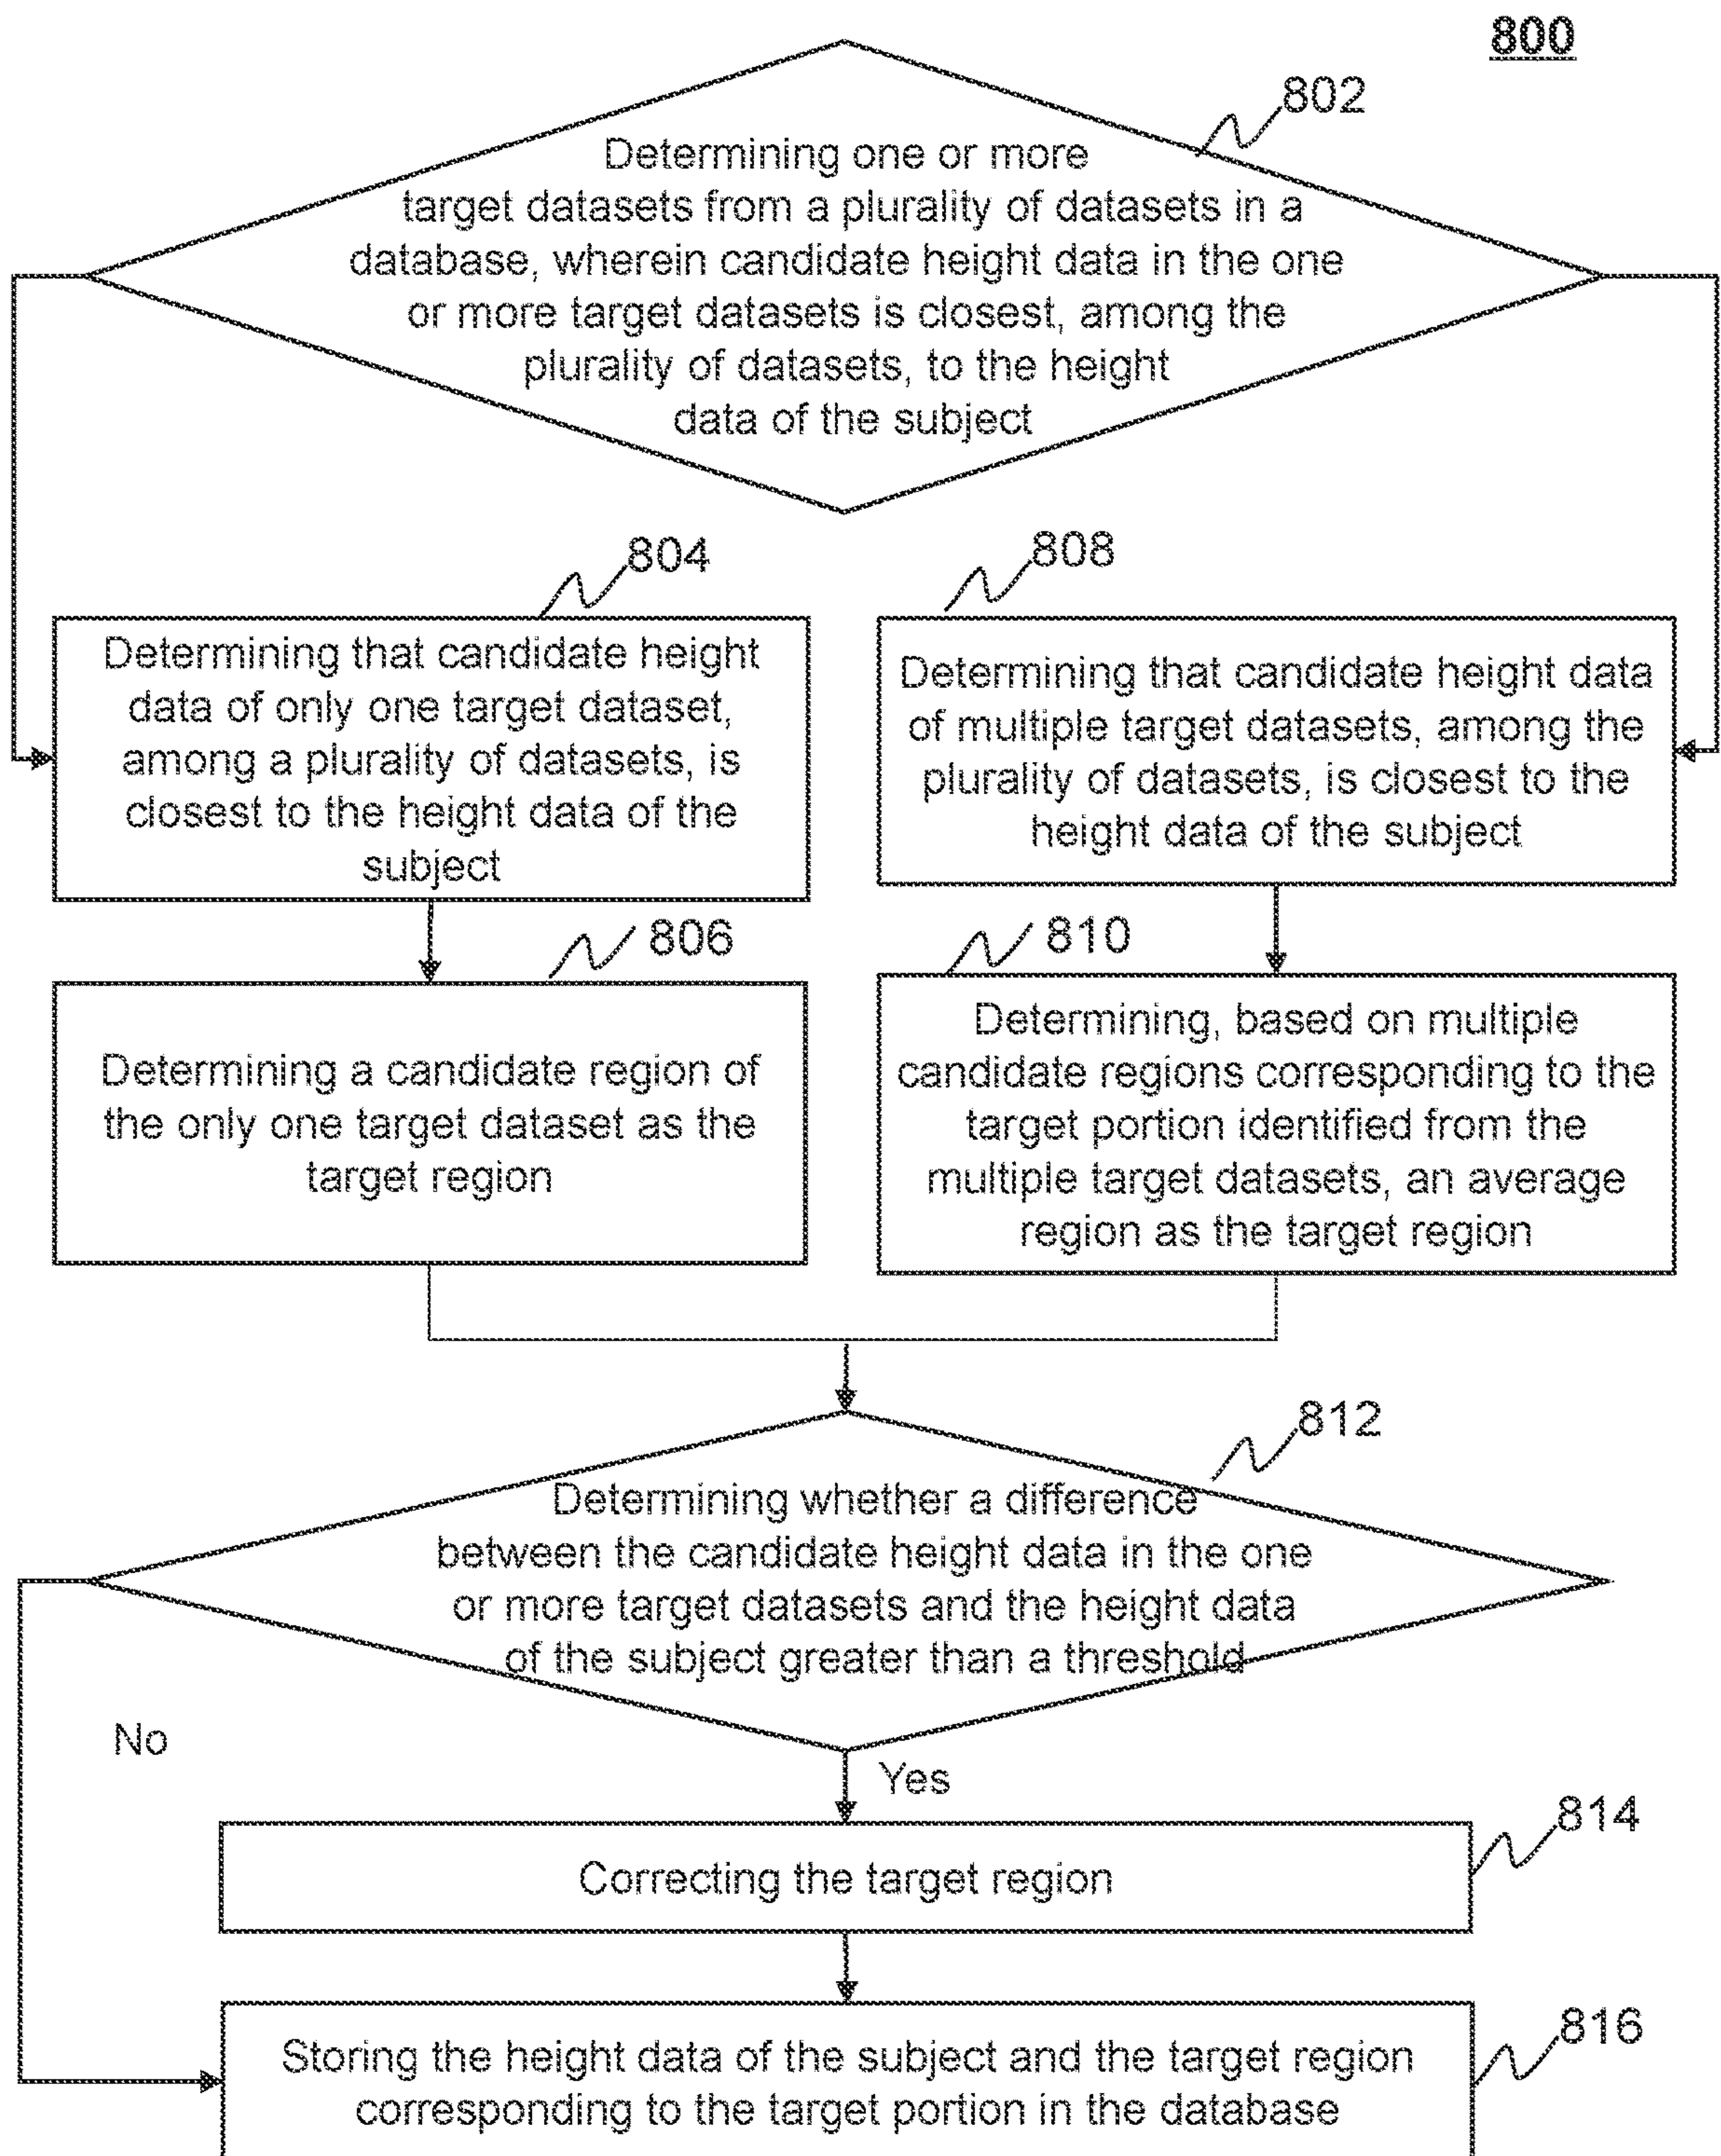 800
802
Determining one or more
target datasets from a plurality of datasets in a
database, wherein candidate height data in the one
or more target datasets is closest, among the
plurality of datasets, to the height
data of the subject
804
Determining that candidate height
data of only one target dataset,
among a plurality of datasets, is
closest to the height data of the
subject
808
Determining that candidate height data
of multiple target datasets, among the
plurality of datasets, is closest to the
height data of the subject
806
Determining a candidate region of
the only one target dataset as the
target region
810
Determining, based on multiple
candidate regions corresponding to the
target portion identified from the
multiple target datasets, an average
region as the target region
812
Determining whether a difference
between the candidate height data in the one
or more target datasets and the height data
of the subject greater than a threshold
No
Yes
814
Correcting the target region
816
Storing the height data of the subject and the target region
corresponding to the target portion in the database